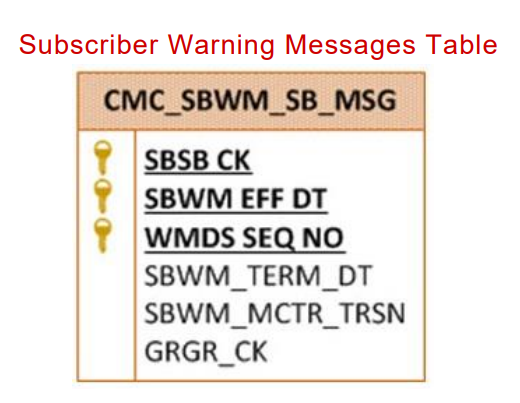 Subscriber Warning Messages Table
CMC_SBWM_SB_MSG
SBSB CK
SBWM EFF DT
WMDS SEQ NO
SBWM_TERM_DT
SBWM_MCTR_TRSN
GRGR_CK